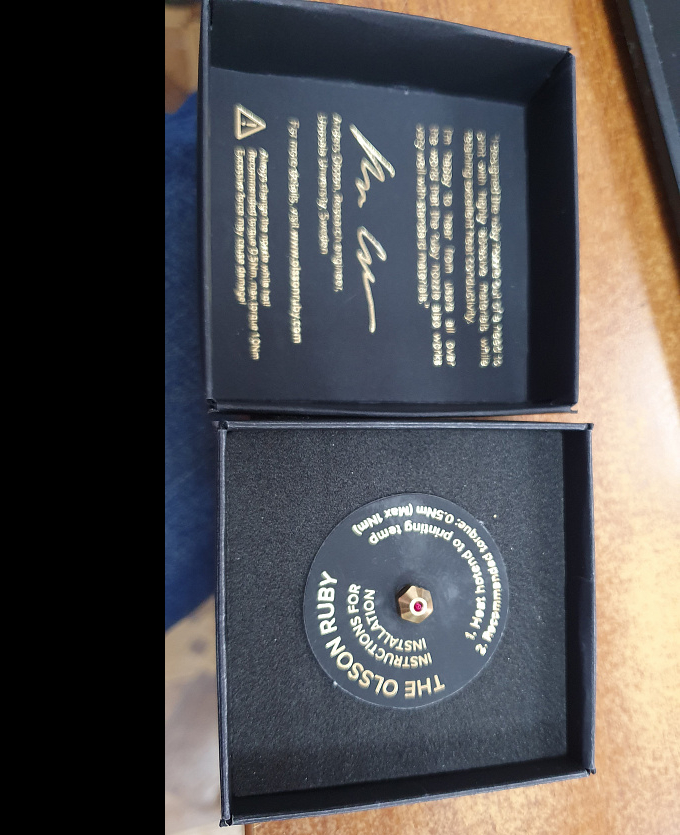 "I designed the ruby nozzle out of a need to
print with highly abrasive materials while
retaining excellent heat conductivity.
I'm happy to hear from users all over
the world that the Ruby nozzle also works
very well with standard materials."
Anders Olsson, Research engineer,
Uppsala University, Sweden
For more details, visit www.olssonruby.com
Always change the nozzle while hot!
Recommended torque 0.5Nm, max torque 1.0Nm
Excessive force may cause damage!
THE OLSSON RUBY
INSTRUCTIONS FOR
INSTALLATION
1. Heat hotend to printing temp
2. Recommended torque: 0.5Nm (Max 1Nm)